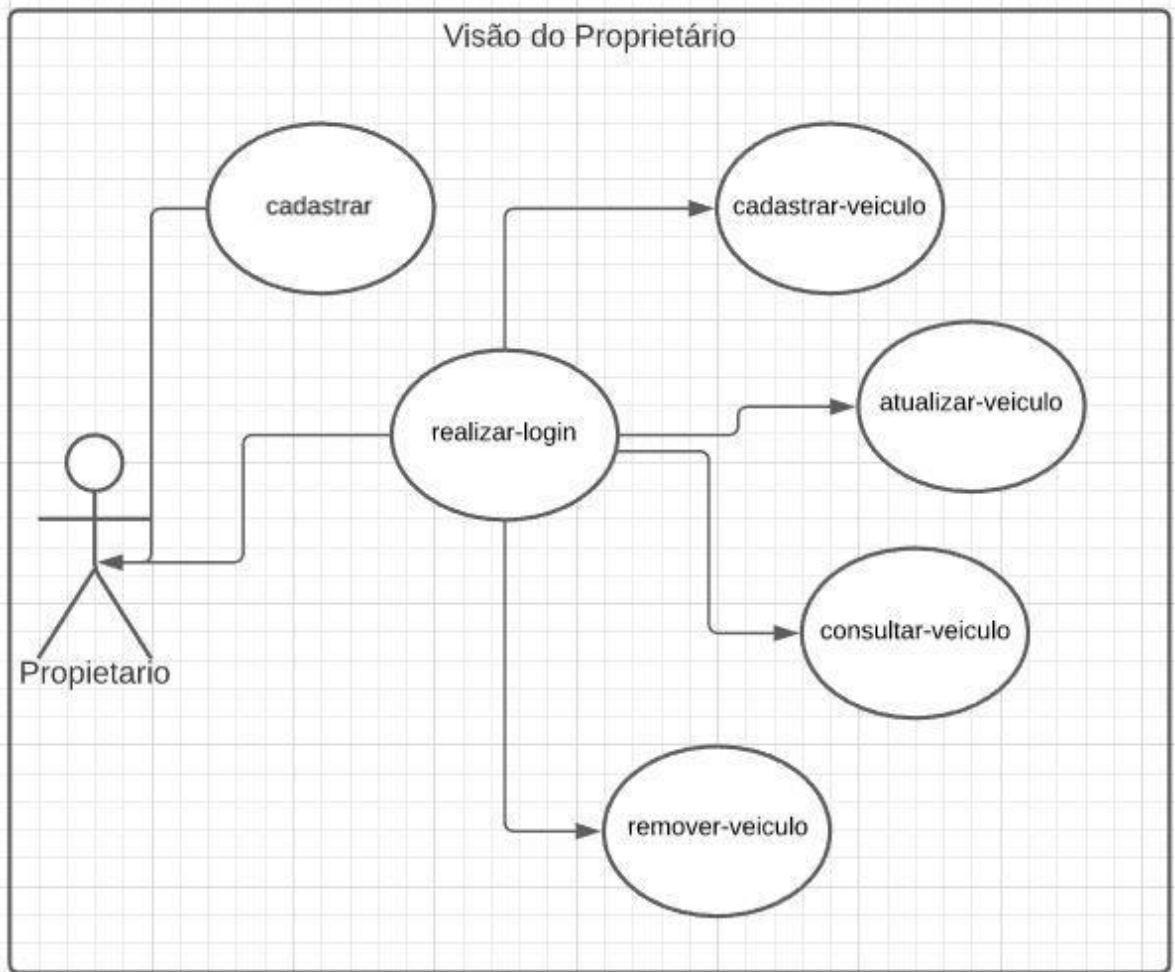 Visão do Proprietário
cadastrar
cadastrar-veiculo
atualizar-veiculo
realizar-login
consultar-veiculo
Propietario
remover-veiculo